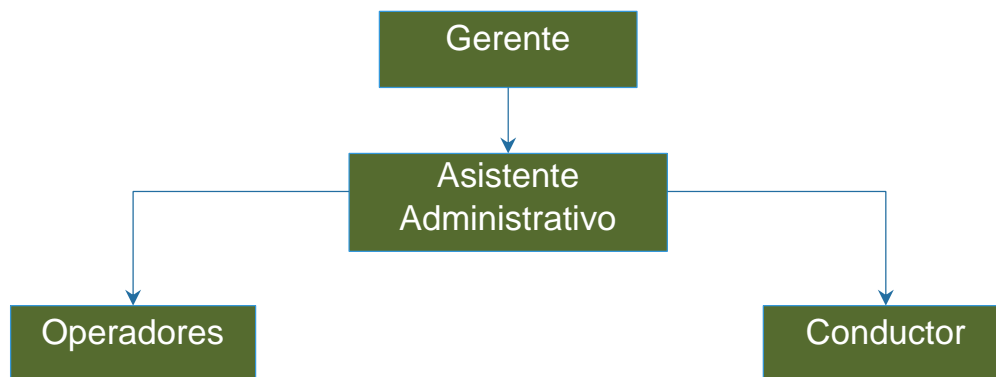 Gerente
Asistente
Administrativo
Operadores
Conductor